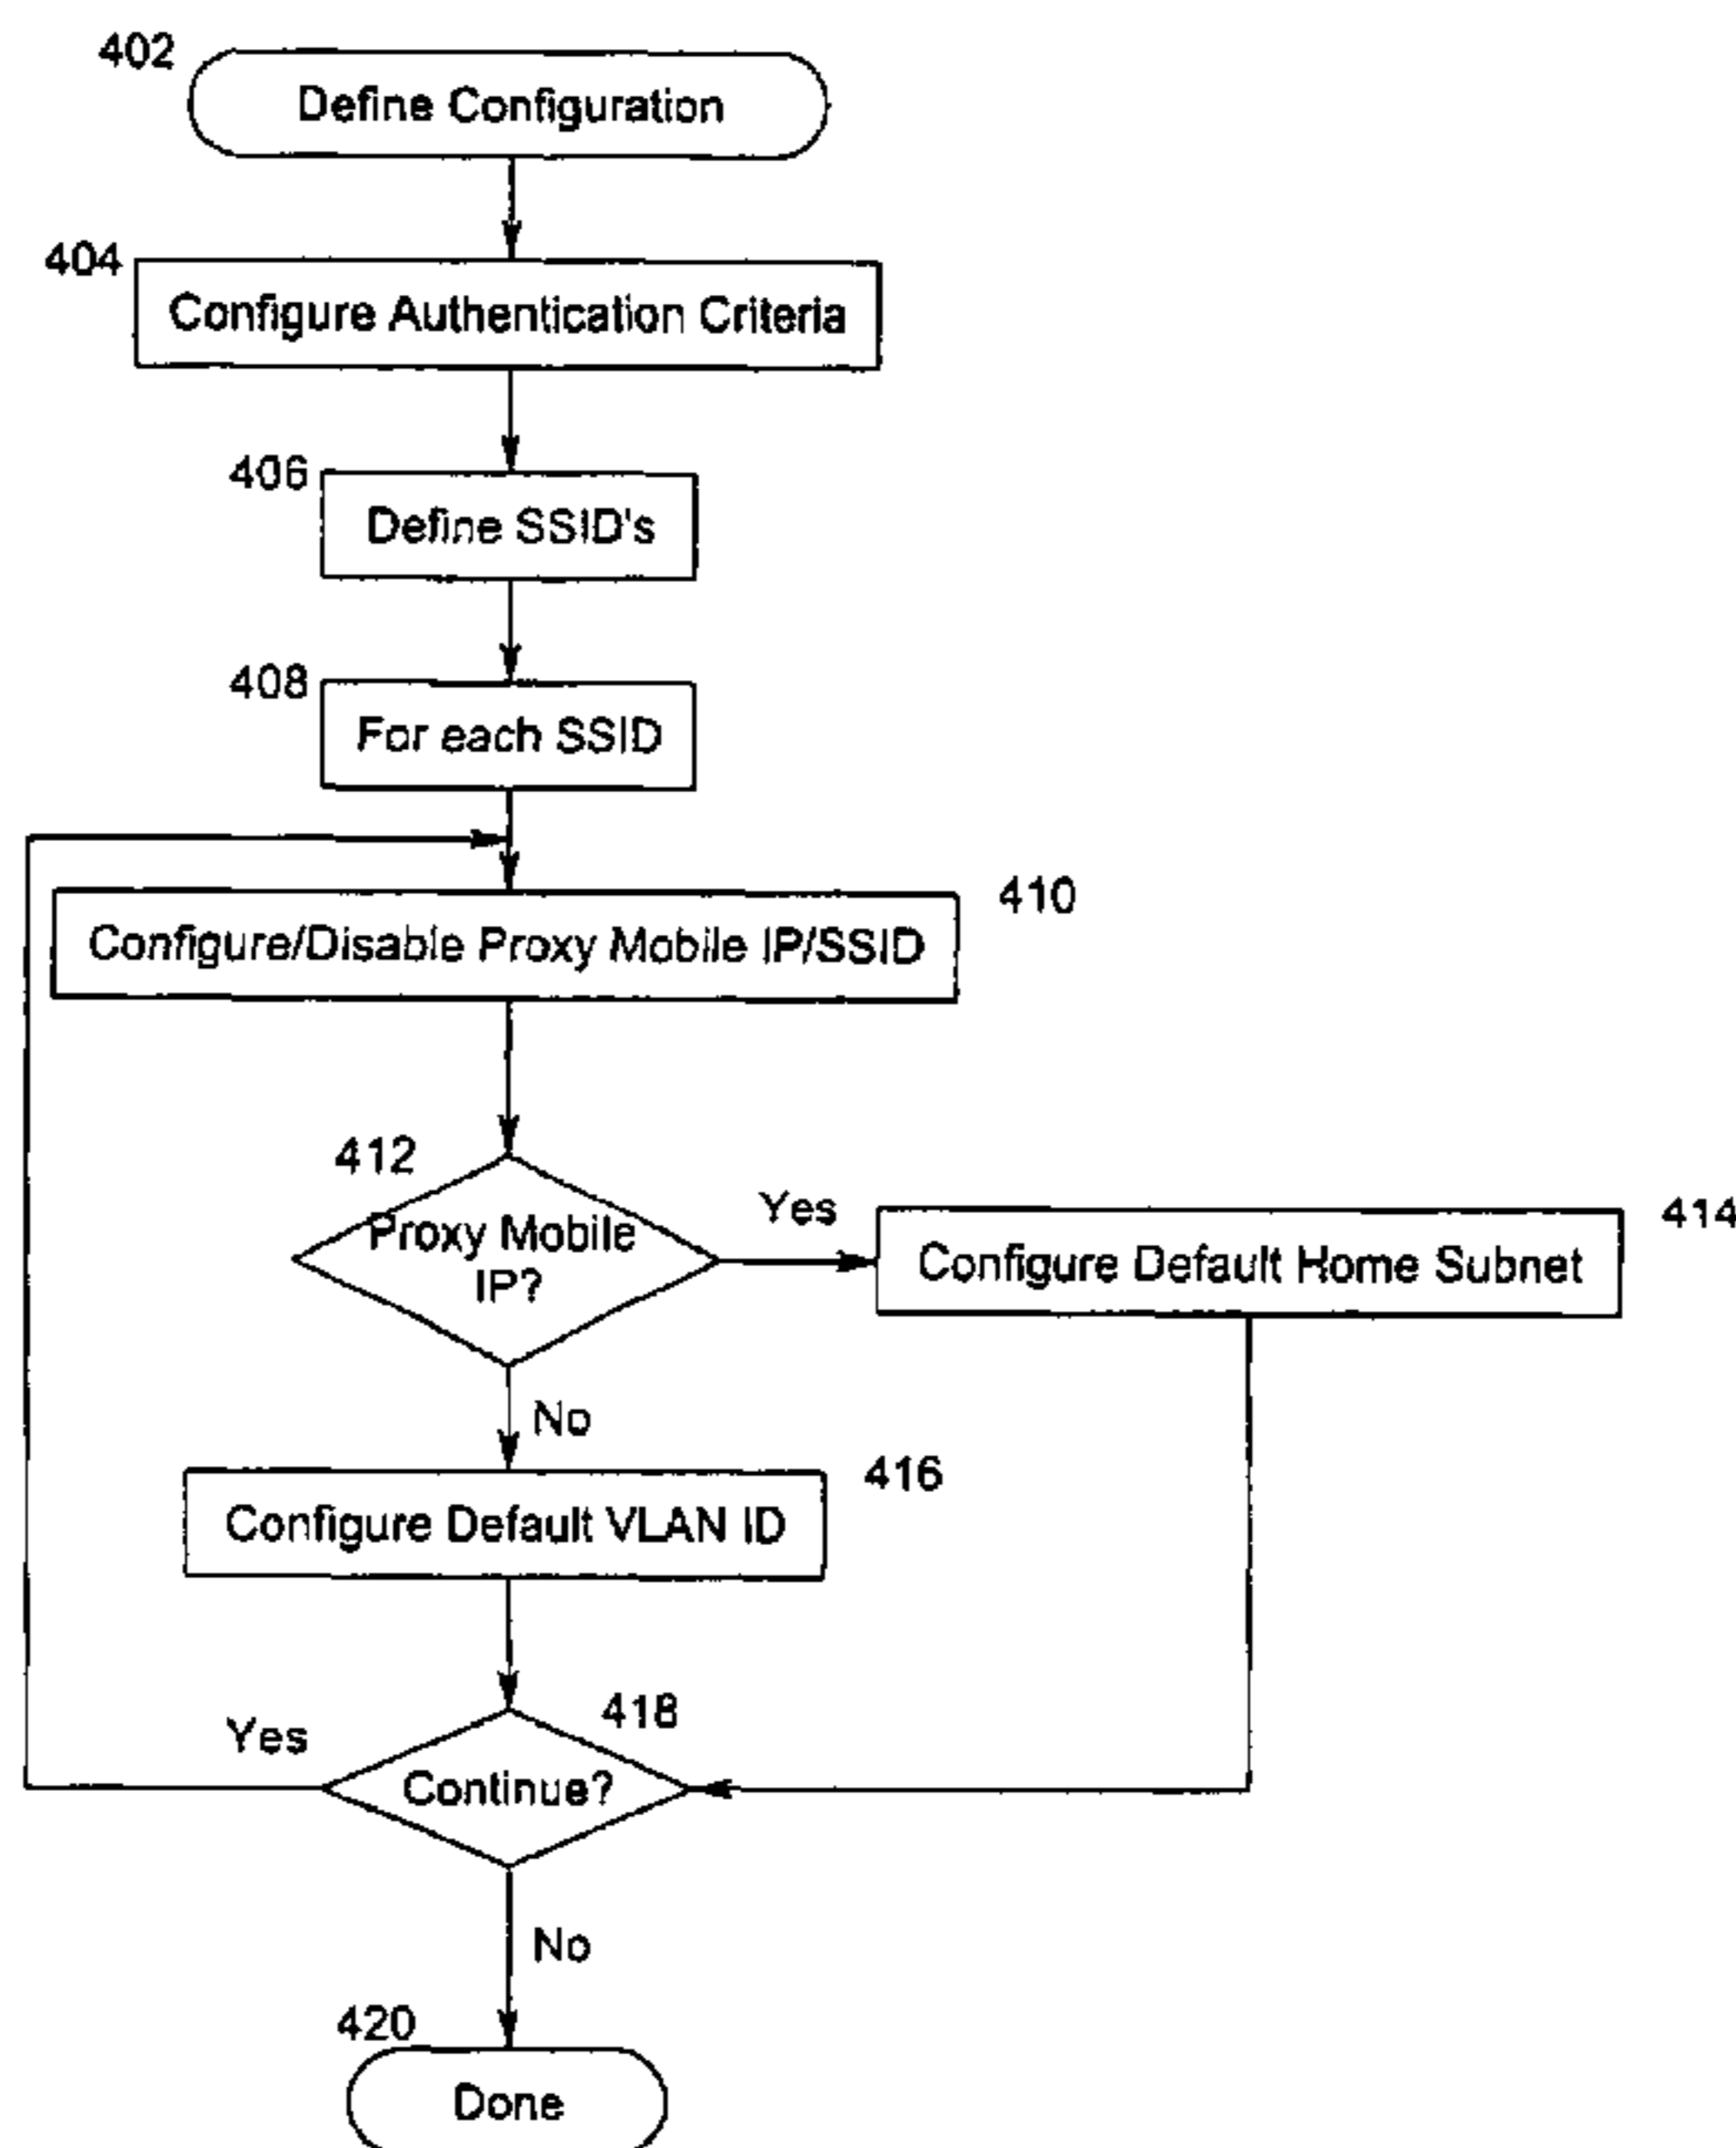 402
Define Configuration
404
Configure Authentication Criteria
406
Define SSID's
408
For each SSID
410
Configure/Disable Proxy Mobile IP/SSID
412
Proxy Mobile
IP?
Yes
414
Configure Default Home Subnet
No
416
Configure Default VLAN ID
418
Yes
Continue?
No
420
Done